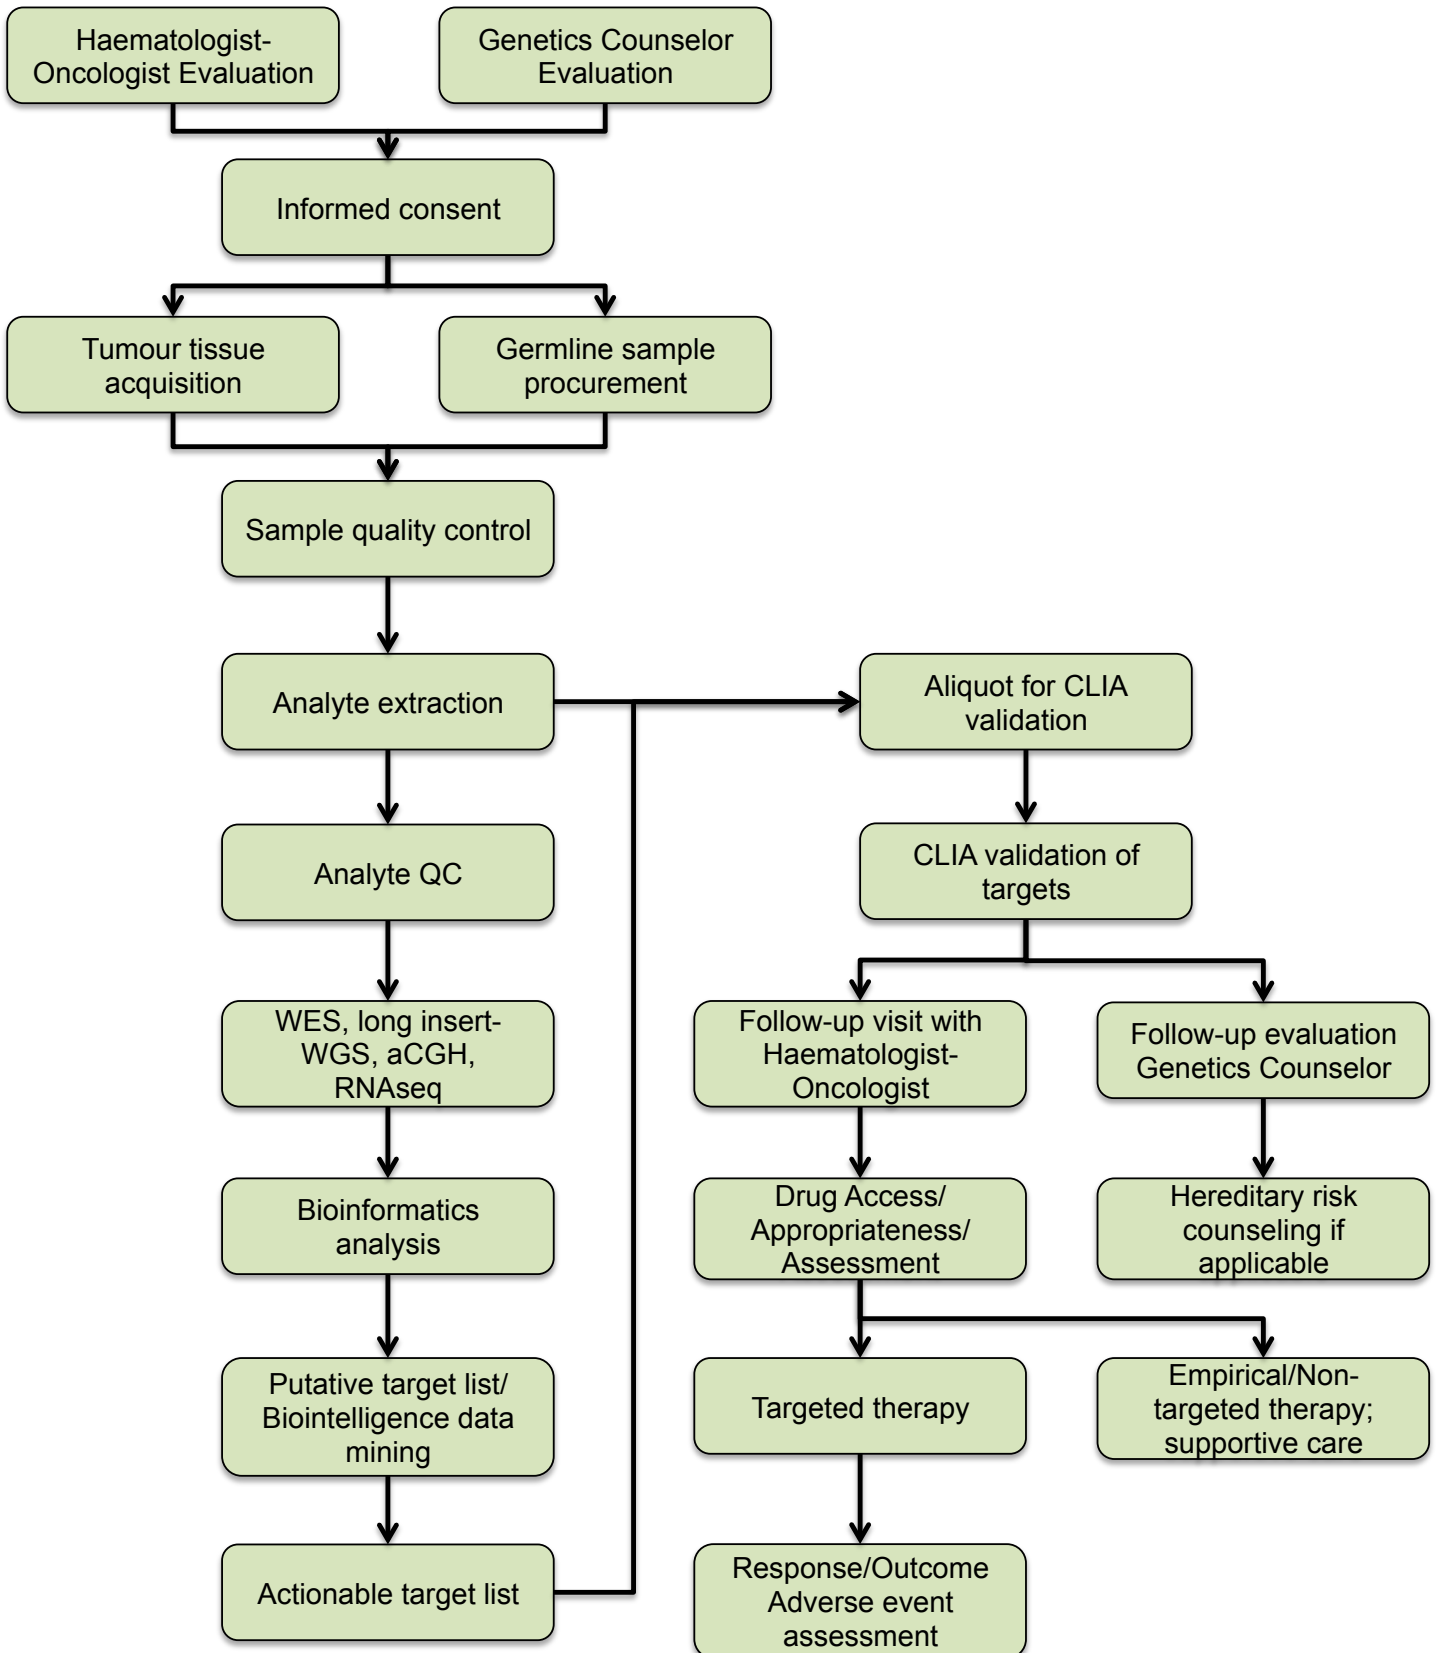 Haematologist-
Oncologist Evaluation
Genetics Counselor
Evaluation
Informed consent
Tumour tissue
acquisition
Germline sample
procurement
Sample quality control
Analyte extraction
Aliquot for CLIA
validation
Analyte QC
CLIA validation of
targets
WES, long insert-
WGS, aCGH,
RNAseq
Follow-up visit with
Haematologist-
Oncologist
Follow-up evaluation
Genetics Counselor
Bioinformatics
analysis
Drug Access/
Appropriateness/
Assessment
Hereditary risk
counseling if
applicable
Putative target list/
Biointelligence data
mining
Targeted therapy
Empirical/Non-
targeted therapy;
supportive care
Actionable target list
Response/Outcome
Adverse event
assessment